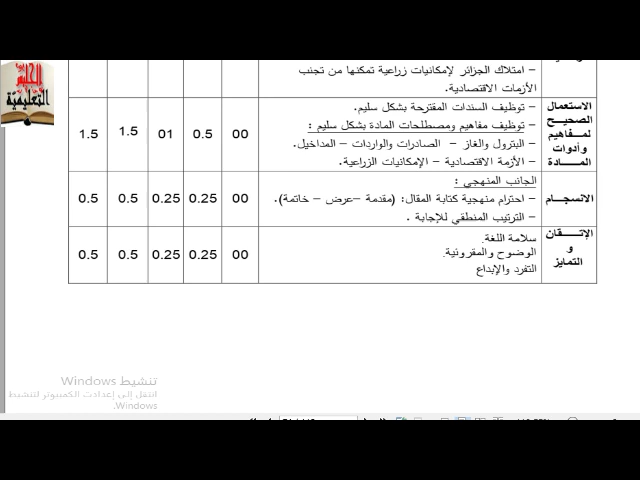 الخليم
التعليمية
– امتلاك الجزائر لإمكانيات زراعية تمكنها من تجنب
الأزمات الاقتصادية.
الاستعمال الصحيح لمفاهيم وأدوات المادة
– توظيف السندات المقترحة بشكل سليم.
– توظيف مفاهيم ومصطلحات المادة بشكل سليم :
– البترول والغاز – الصادرات والواردات – المداخيل.
– الأزمة الاقتصادية – الإمكانيات الزراعية.
00 0.5 01 1.5 1.5
الانسجام
الجانب المنهجي :
– احترام منهجية كتابة المقال: (مقدمة –عرض – خاتمة).
– الترتيب المنطقي للإجابة .
00 0.25 0.25 0.5 0.5
الإتقان
و
التمايز
سلامة اللغة.
الوضوح والمقروئية.
التفرد والإبداع
00 0.25 0.25 0.5 0.5
تنشيط Windows
انتقل إلى إعدادات الكمبيوتر لتنشيط
Windows.